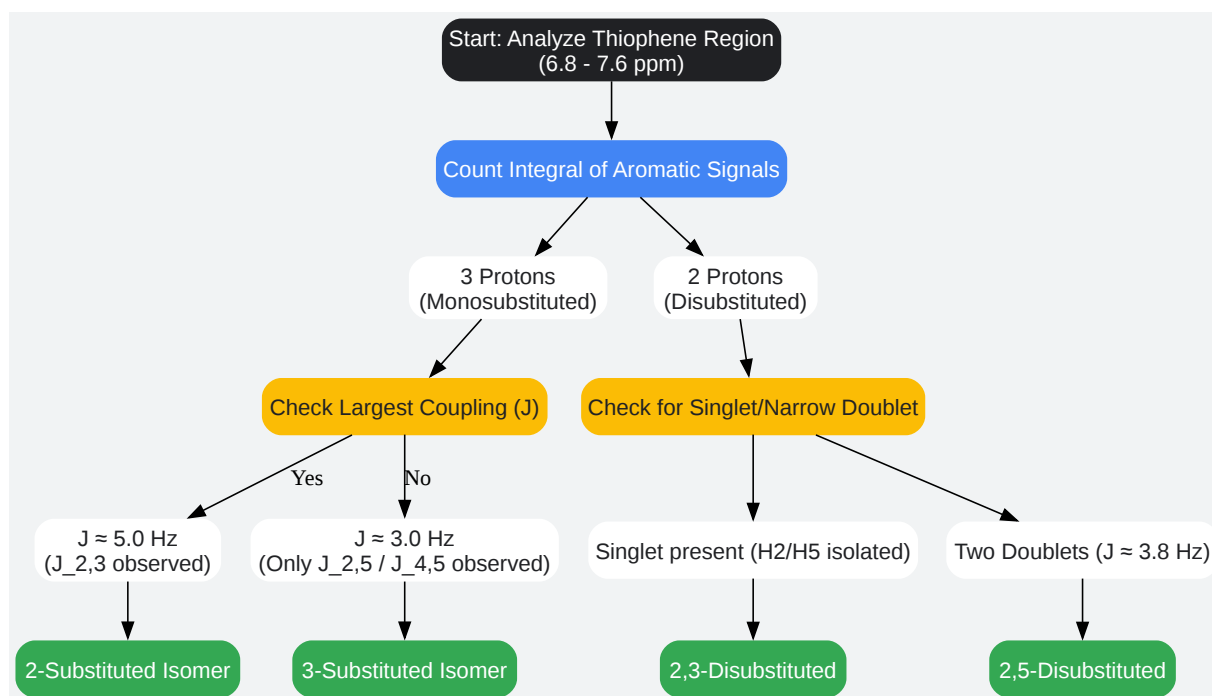 Start: Analyze Thiophene Region
(6.8 - 7.6 ppm)
Count Integral of Aromatic Signals
3 Protons
(Monosubstituted)
2 Protons
(Disubstituted)
Check Largest Coupling (J)
Check for Singlet/Narrow Doublet
Yes
No
J ≈ 5.0 Hz
(J_2,3 observed)
J ≈ 3.0 Hz
(Only J_2,5 / J_4,5 observed)
Singlet present (H2/H5 isolated)
Two Doublets (J ≈ 3.8 Hz)
2-Substituted Isomer
3-Substituted Isomer
2,3-Disubstituted
2,5-Disubstituted